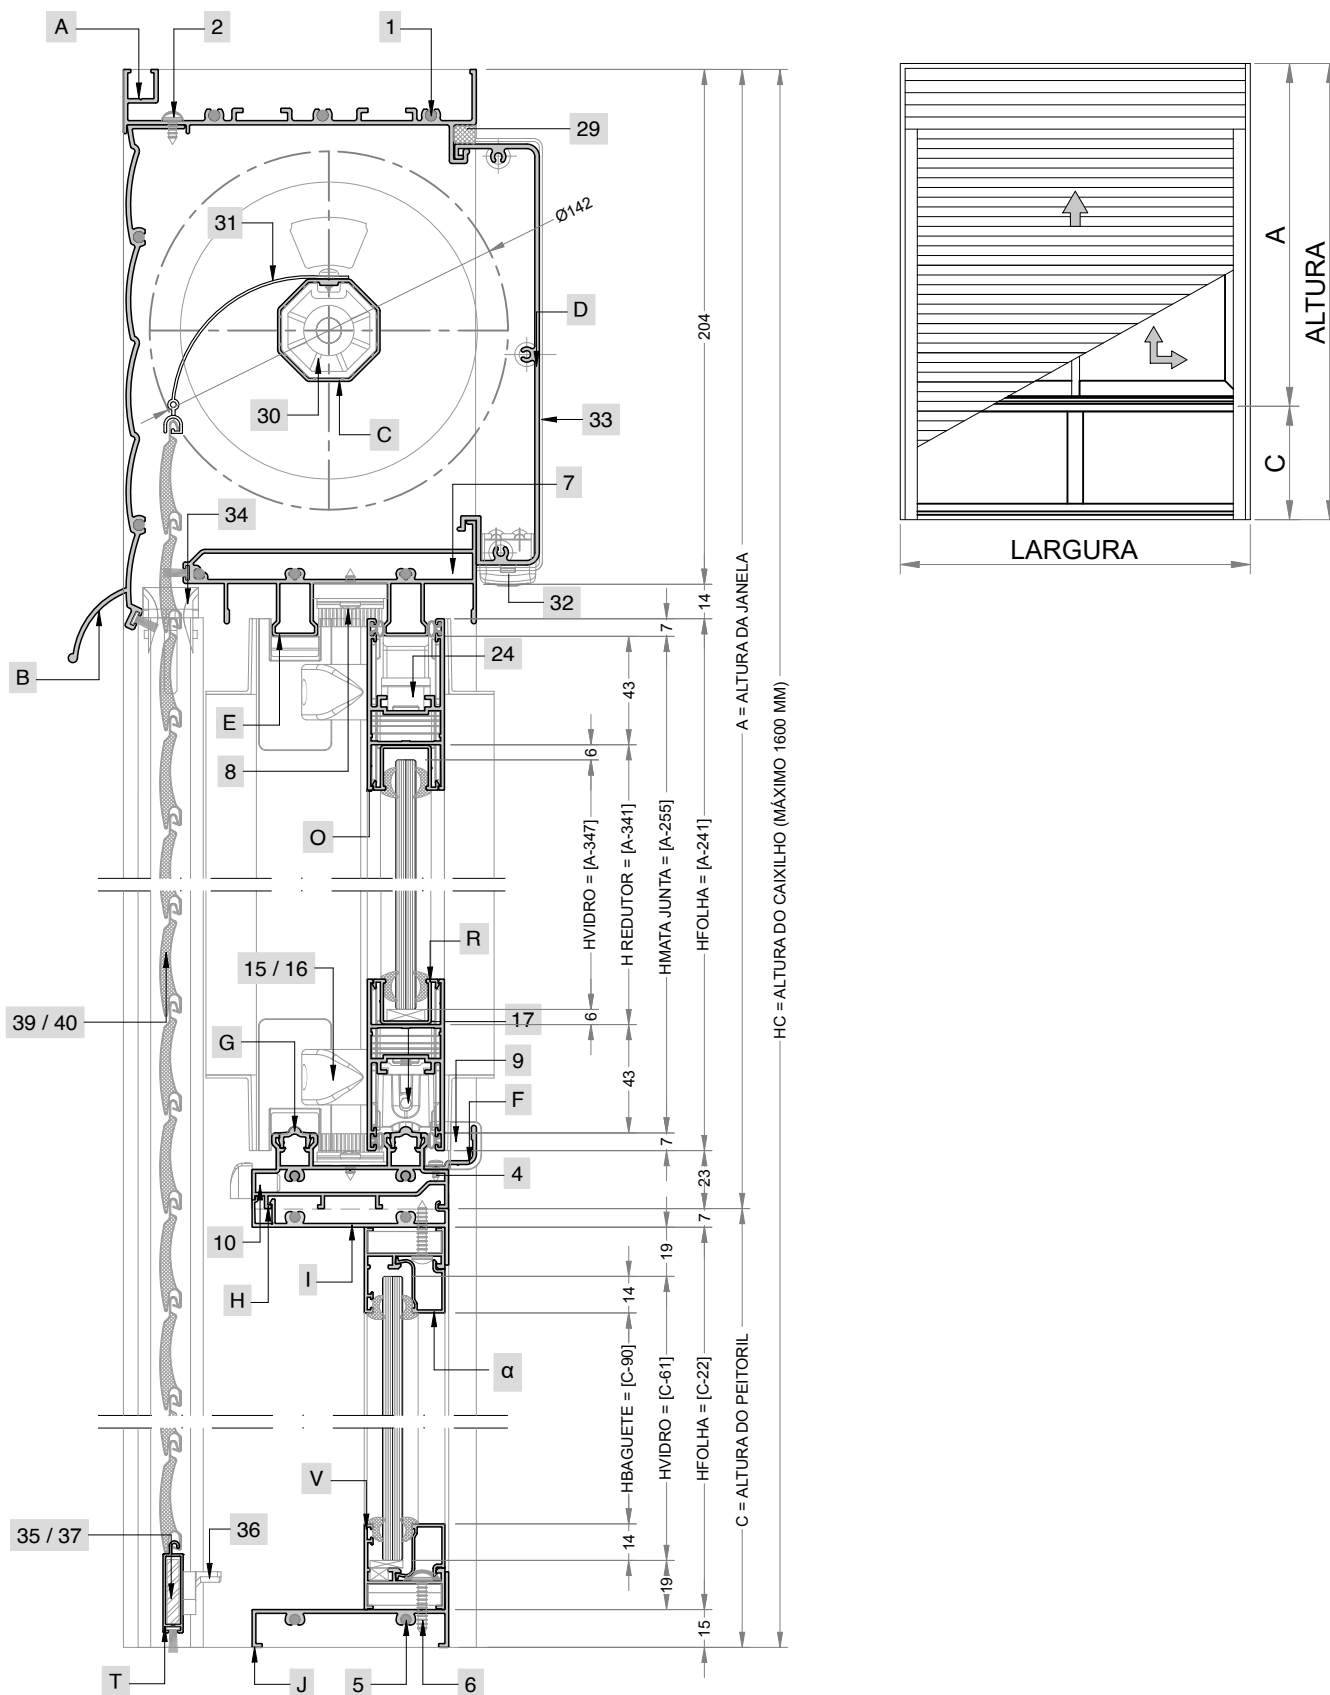 A
2
1
29
31
Ø142
D
30
C
33
7
34
32
B
E
24
8
O
R
15 / 16
39 / 40
17
G
9
F
4
10
H
I
α
V
35 / 37
36
T
J
5
6
204
14
7
43
6
6
43
7
23
7
19
14
14
19
15
HVIDRO = [A-347]
H REDUTOR = [A-341]
HMATA JUNTA = [A-255]
HFOLHA = [A-241]
A = ALTURA DA JANELA
HC = ALTURA DO CAIXILHO (MÁXIMO 1600 MM)
HBAGUETE = [C-90]
HVIDRO = [C-61]
HFOLHA = [C-22]
C = ALTURA DO PEITORIL
A
C
ALTURA
LARGURA